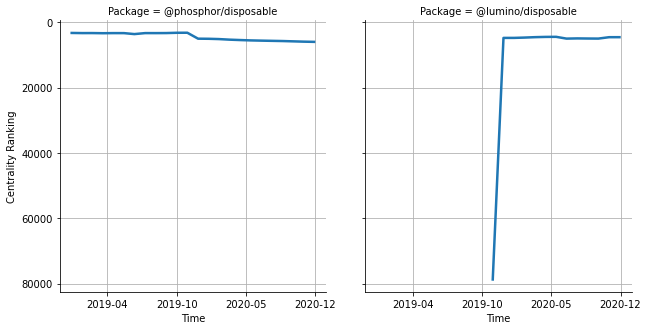 Package = @phosphor/disposable
Package = @lumino/disposable
Centrality Ranking
0
20000
40000
60000
80000
2019-04
2019-10
2020-05
2020-12
2019-04
2019-10
2020-05
2020-12
Time
Time